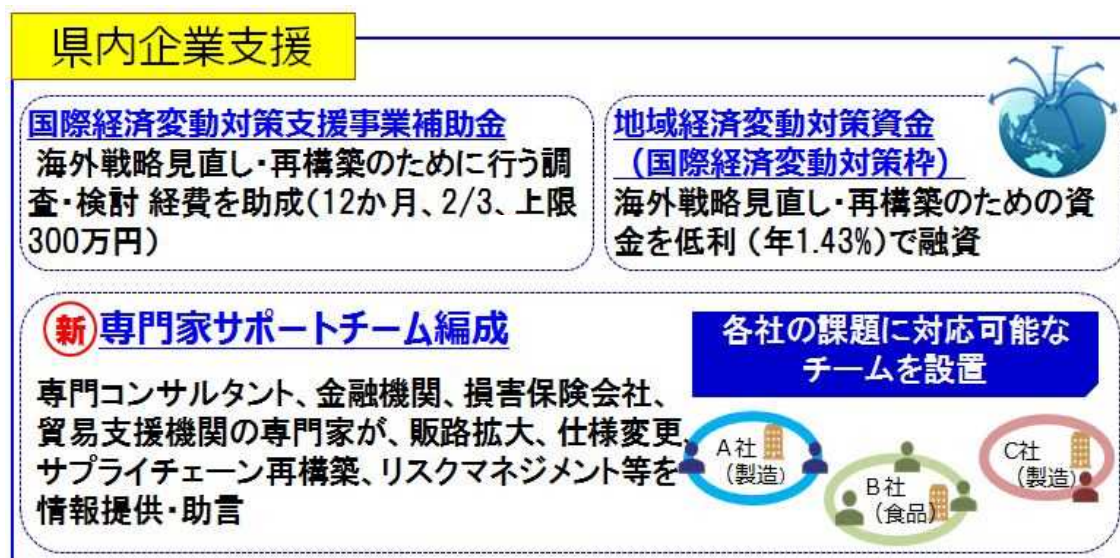 県内企業支援
国際経済変動対策支援事業補助金
海外戦略見直し・再構築のために行う調
査・検討 経費を助成(12か月、2/3、上限
300万円)
地域経済変動対策資金
(国際経済変動対策枠)
海外戦略見直し・再構築のための資
金を低利 (年1.43%)で融資
新 専門家サポートチーム編成
専門コンサルタント、金融機関、損害保険会社、
貿易支援機関の専門家が、販路拡大、仕様変更、
サプライチェーン再構築、リスクマネジメント等を
情報提供・助言
各社の課題に対応可能な
チームを設置
A社
(製造)
B社
(食品)
C社
(製造)